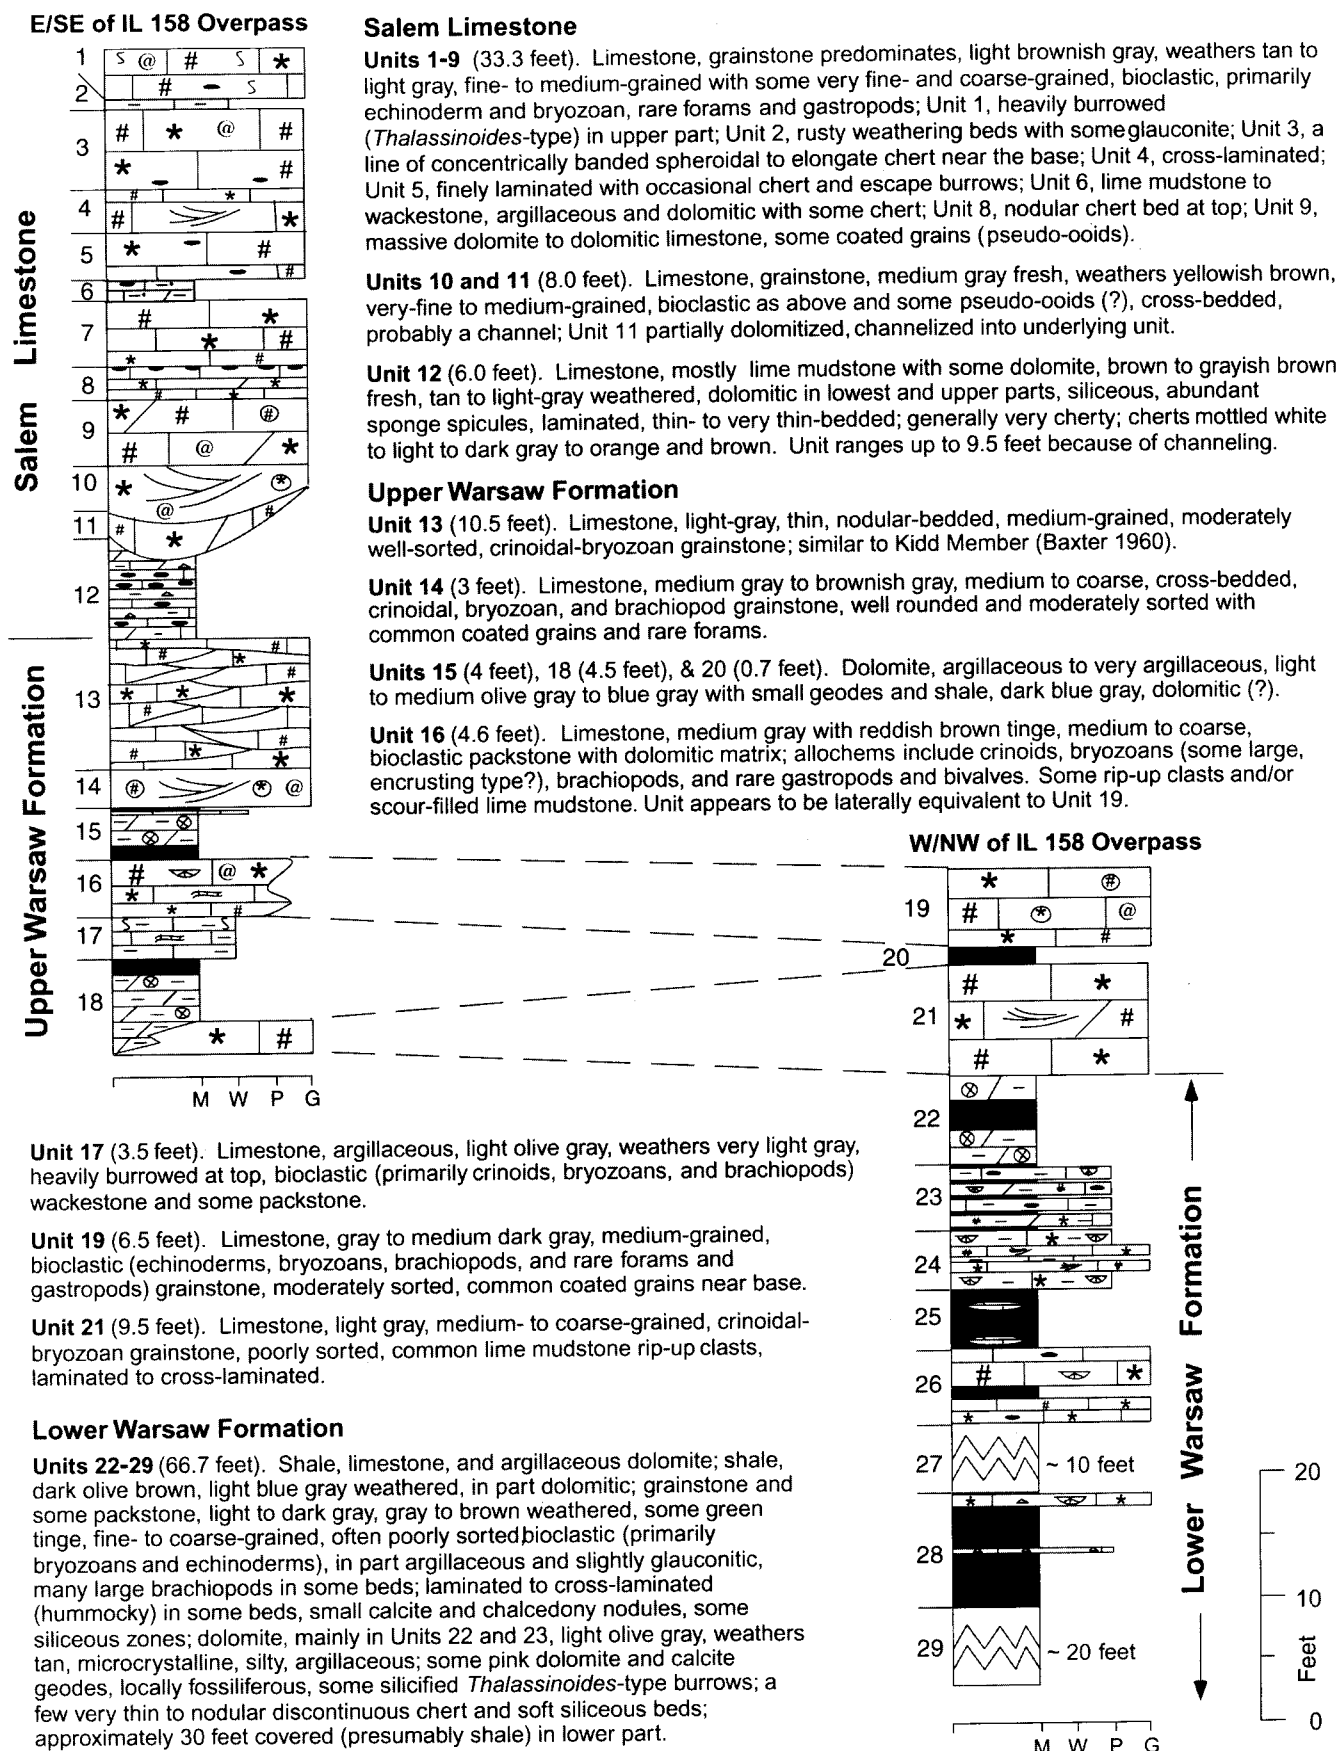 E/SE of IL 158 Overpass
Salem Limestone
Units 1-9 (33.3 feet). Limestone, grainstone predominates, light brownish gray, weathers tan to
light gray, fine- to medium-grained with some very fine- and coarse-grained, bioclastic, primarily
echinoderm and bryozoan, rare forams and gastropods; Unit 1, heavily burrowed
(Thalassinoides-type) in upper part; Unit 2, rusty weathering beds with some glauconite; Unit 3, a
line of concentrically banded spheroidal to elongate chert near the base; Unit 4, cross-laminated;
Unit 5, finely laminated with occasional chert and escape burrows; Unit 6, lime mudstone to
wackestone, argillaceous and dolomitic with some chert; Unit 8, nodular chert bed at top; Unit 9,
massive dolomite to dolomitic limestone, some coated grains (pseudo-ooids).
Units 10 and 11 (8.0 feet). Limestone, grainstone, medium gray fresh, weathers yellowish brown,
very-fine to medium-grained, bioclastic as above and some pseudo-ooids (?), cross-bedded,
probably a channel; Unit 11 partially dolomitized, channelized into underlying unit.
Unit 12 (6.0 feet). Limestone, mostly lime mudstone with some dolomite, brown to grayish brown
fresh, tan to light-gray weathered, dolomitic in lowest and upper parts, siliceous, abundant
sponge spicules, laminated, thin- to very thin-bedded; generally very cherty; cherts mottled white
to light to dark gray to orange and brown. Unit ranges up to 9.5 feet because of channeling.
Upper Warsaw Formation
Unit 13 (10.5 feet). Limestone, light-gray, thin, nodular-bedded, medium-grained, moderately
well-sorted, crinoidal-bryozoan grainstone; similar to Kidd Member (Baxter 1960).
Unit 14 (3 feet). Limestone, medium gray to brownish gray, medium to coarse, cross-bedded,
crinoidal, bryozoan, and brachiopod grainstone, well rounded and moderately sorted with
common coated grains and rare forams.
Units 15 (4 feet), 18 (4.5 feet), & 20 (0.7 feet). Dolomite, argillaceous to very argillaceous, light
to medium olive gray to blue gray with small geodes and shale, dark blue gray, dolomitic (?).
Unit 16 (4.6 feet). Limestone, medium gray with reddish brown tinge, medium to coarse,
bioclastic packstone with dolomitic matrix; allochems include crinoids, bryozoans (some large,
encrusting type?), brachiopods, and rare gastropods and bivalves. Some rip-up clasts and/or
scour-filled lime mudstone. Unit appears to be laterally equivalent to Unit 19.
Salem Limestone
1
2
3
4
5
6
7
8
9
10
11
12
Upper Warsaw Formation
13
14
15
16
17
18
M W P G
W/NW of IL 158 Overpass
19
20
21
22
23
24
25
26
27
~ 10 feet
28
29
~ 20 feet
M W P G
Lower Warsaw Formation
20
10
0
Feet
Unit 17 (3.5 feet). Limestone, argillaceous, light olive gray, weathers very light gray,
heavily burrowed at top, bioclastic (primarily crinoids, bryozoans, and brachiopods)
wackestone and some packstone.
Unit 19 (6.5 feet). Limestone, gray to medium dark gray, medium-grained,
bioclastic (echinoderms, bryozoans, brachiopods, and rare forams and
gastropods) grainstone, moderately sorted, common coated grains near base.
Unit 21 (9.5 feet). Limestone, light gray, medium- to coarse-grained, crinoidal-
bryozoan grainstone, poorly sorted, common lime mudstone rip-up clasts,
laminated to cross-laminated.
Lower Warsaw Formation
Units 22-29 (66.7 feet). Shale, limestone, and argillaceous dolomite; shale,
dark olive brown, light blue gray weathered, in part dolomitic; grainstone and
some packstone, light to dark gray, gray to brown weathered, some green
tinge, fine- to coarse-grained, often poorly sorted bioclastic (primarily
bryozoans and echinoderms), in part argillaceous and slightly glauconitic,
many large brachiopods in some beds; laminated to cross-laminated
(hummocky) in some beds, small calcite and chalcedony nodules, some
siliceous zones; dolomite, mainly in Units 22 and 23, light olive gray, weathers
tan, microcrystalline, silty, argillaceous; some pink dolomite and calcite
geodes, locally fossiliferous, some silicified Thalassinoides-type burrows; a
few very thin to nodular discontinuous chert and soft siliceous beds;
approximately 30 feet covered (presumably shale) in lower part.